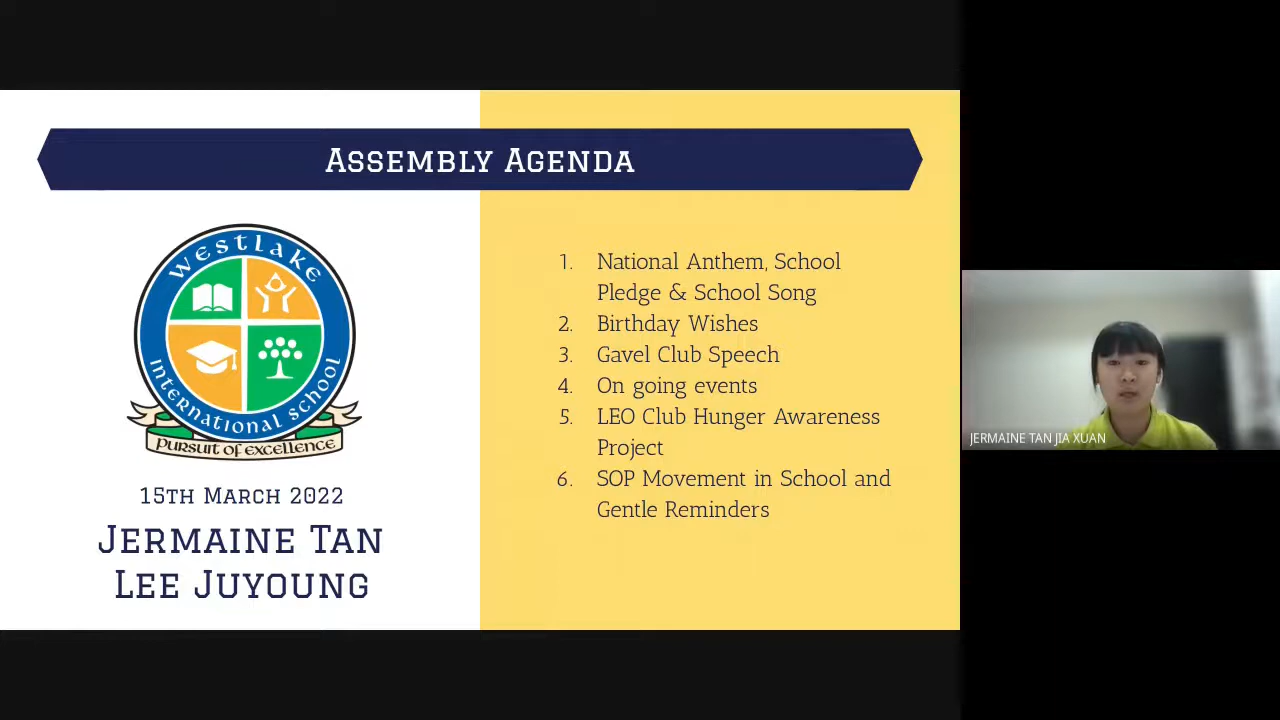 Assembly Agenda
WESTLAKE
INTERNATIONAL SCHOOL
PURSUIT OF EXCELLENCE
15th March 2022
Jermaine Tan
Lee Juyoung
1. National Anthem, School
Pledge & School Song
2. Birthday Wishes
3. Gavel Club Speech
4. On going events
5. LEO Club Hunger Awareness
Project
6. SOP Movement in School and
Gentle Reminders
JERMAINE TAN JIA XUAN